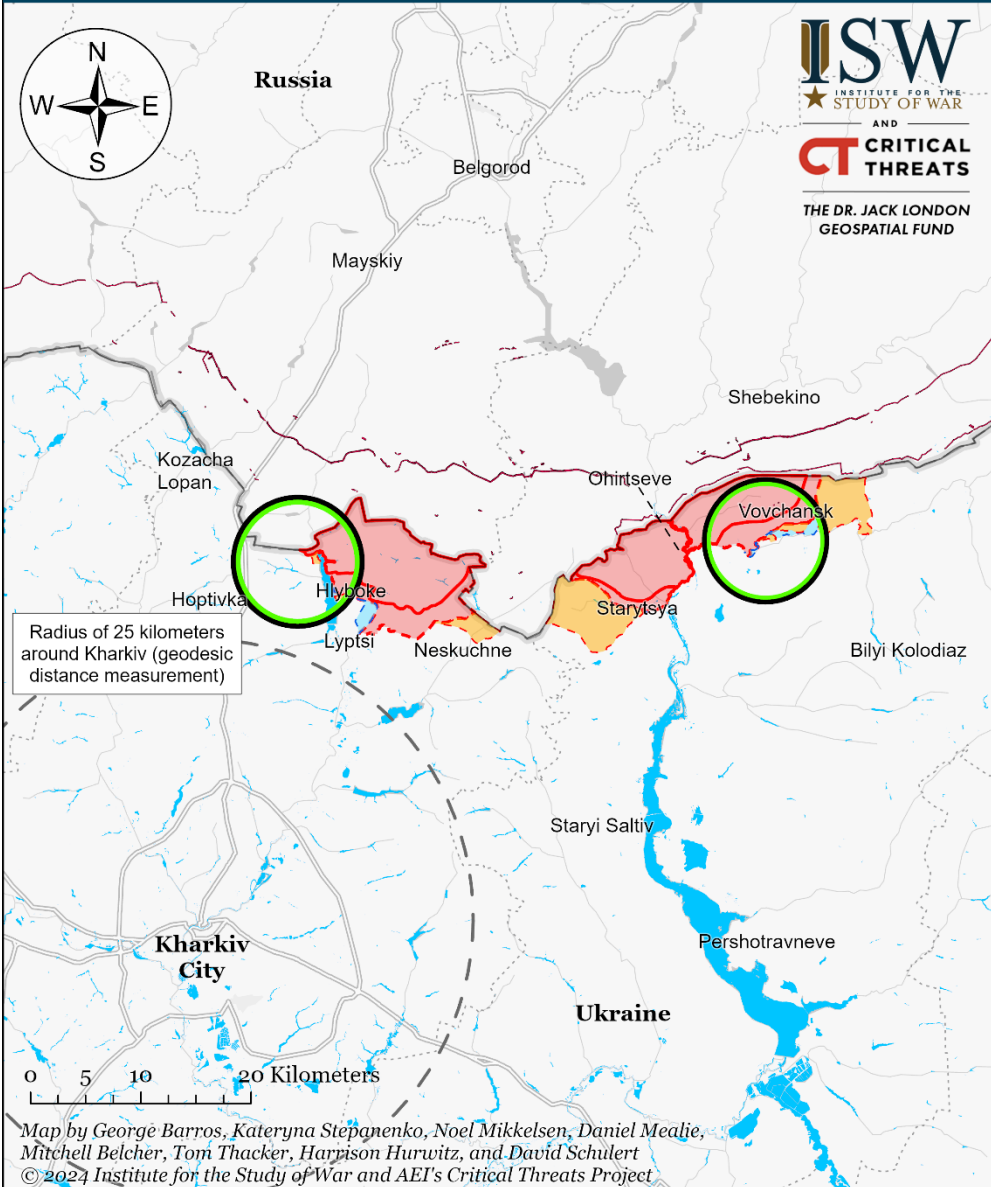 N
W
E
S
Russia
ISW
INSTITUTE FOR THE
STUDY OF WAR
AND
CT CRITICAL
THREATS
THE DR. JACK LONDON
GEOSPATIAL FUND
Belgorod
Mayskiy
Shebekino
Kozacha
Lopan
Ohirtseve
Vovchansk
Hoptivka
Hlyboke
Starytsya
Lyptsi
Neskuchne
Bilyi Kolodiaz
Radius of 25 kilometers
around Kharkiv (geodesic
distance measurement)
Staryi Saltiv
Pershotravneve
Kharkiv
City
Ukraine
0 5 10 20 Kilometers
Map by George Barros, Kateryna Stepanenko, Noel Mikkelsen, Daniel Mealie,
Mitchell Belcher, Tom Thacker, Harrison Hurwitz, and David Schulert
© 2024 Institute for the Study of War and AEI's Critical Threats Project